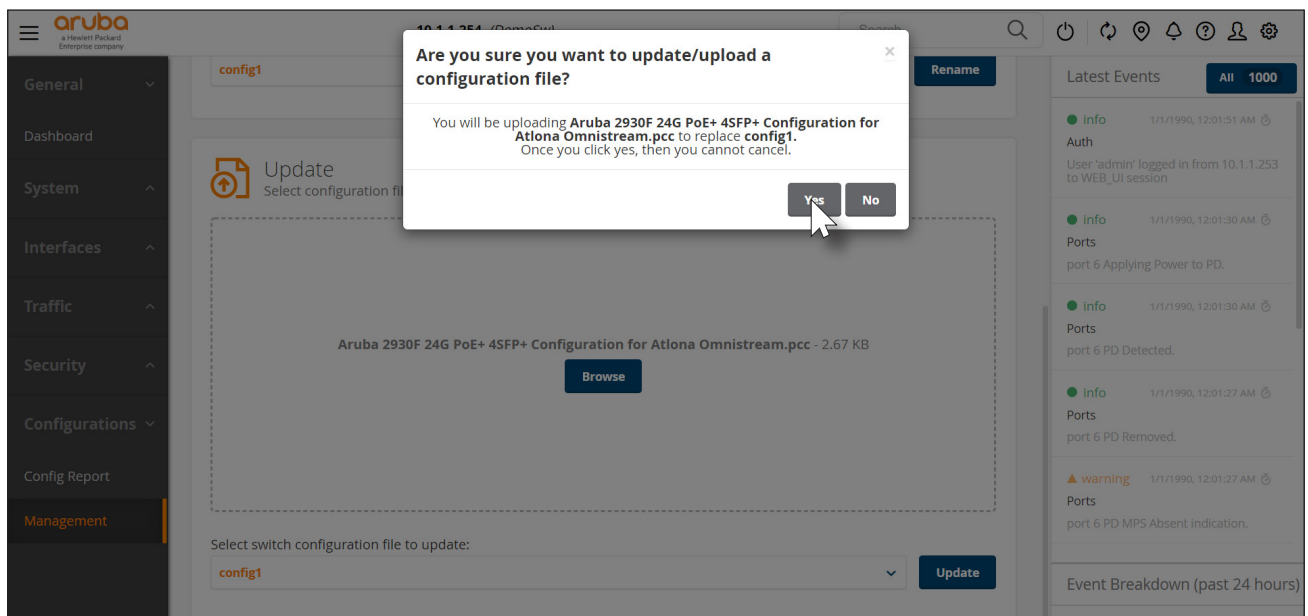 aruba
a Hewlett Packard
Enterprise company
10.1.1.254 (DemoSw)
Search
General
Dashboard
System
Interfaces
Traffic
Security
Configurations
Config Report
Management
config1
Rename
Update
Select configuration fil
Are you sure you want to update/upload a
configuration file?
×
You will be uploading Aruba 2930F 24G PoE+ 4SFP+ Configuration for
Atlona Omnistream.pcc to replace config1.
Once you click yes, then you cannot cancel.
Yes
No
Aruba 2930F 24G PoE+ 4SFP+ Configuration for Atlona Omnistream.pcc - 2.67 KB
Browse
Select switch configuration file to update:
config1
Update
Latest Events
All 1000
info 1/1/1990, 12:01:51 AM
Auth
User 'admin' logged in from 10.1.1.253
to WEB_UI session
info 1/1/1990, 12:01:30 AM
Ports
port 6 Applying Power to PD.
info 1/1/1990, 12:01:30 AM
Ports
port 6 PD Detected.
info 1/1/1990, 12:01:27 AM
Ports
port 6 PD Removed.
warning 1/1/1990, 12:01:27 AM
Ports
port 6 PD MPS Absent indication.
Event Breakdown (past 24 hours)